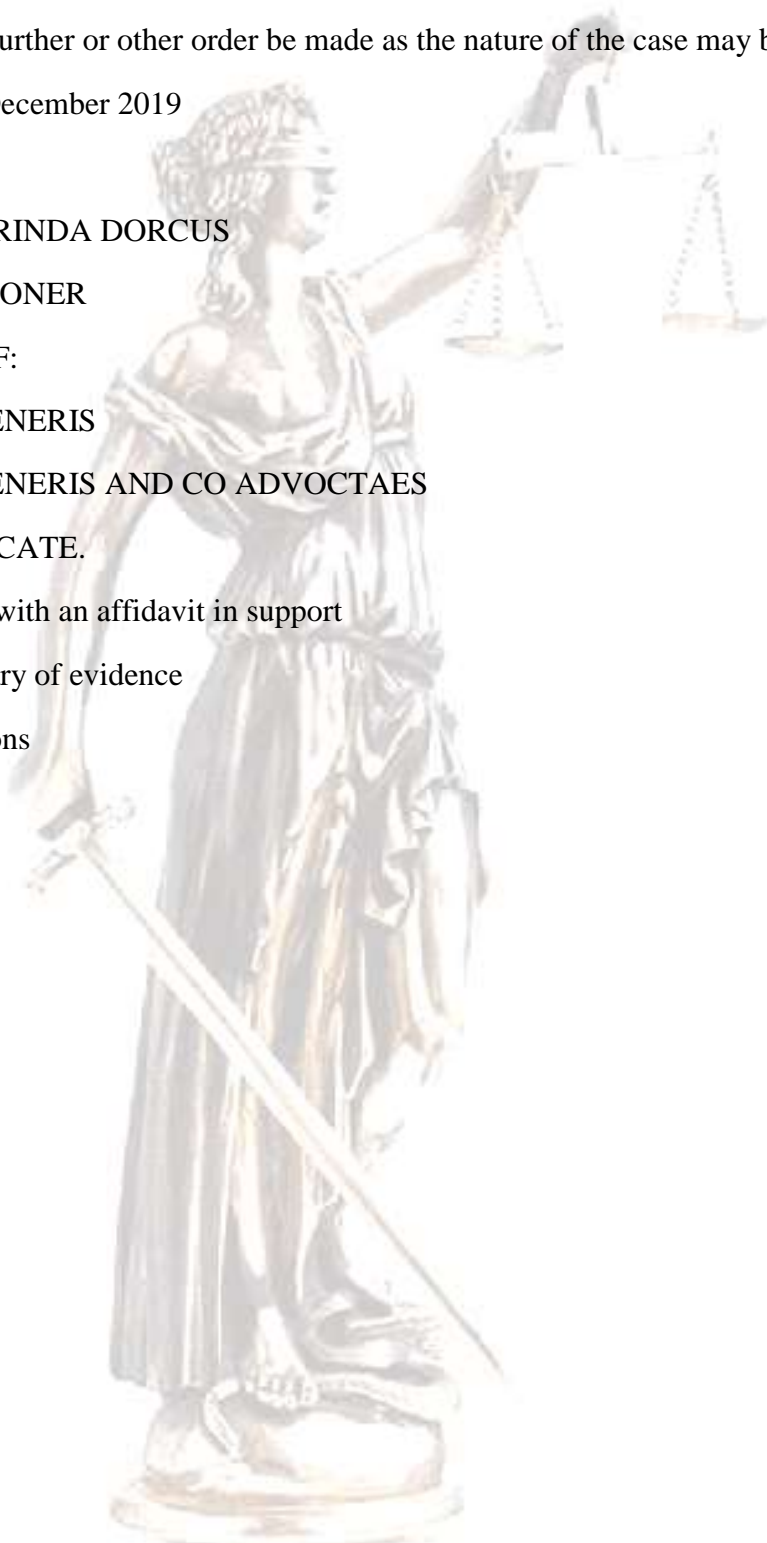 urther or other order be made as the nature of the case may b
ecember 2019
RINDA DORCUS
ONER
F:
ENERIS
ENERIS AND CO ADVOCTAES
CATE.
with an affidavit in support
ry of evidence
ons